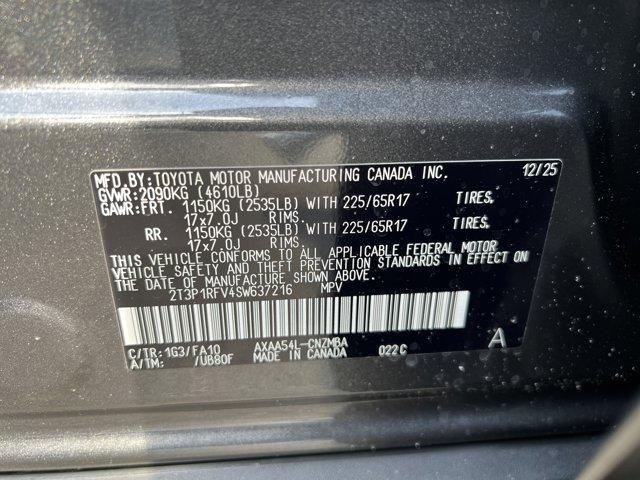 MFD.BY:TOYOTA MOTOR MANUFACTURING CANADA INC. 12/25
GVWR:2090KG (4610LB)
GAWR:FRT. 1150KG (2535LB) WITH 225/65R17 TIRES.
17x7.0J RIMS.
RR. 1150KG (2535LB) WITH 225/65R17 TIRES.
17x7.0J RIMS.
THIS VEHICLE CONFORMS TO ALL APPLICABLE FEDERAL MOTOR
VEHICLE SAFETY AND THEFT PREVENTION STANDARDS IN EFFECT ON
THE DATE OF MANUFACTURE SHOWN ABOVE.
2T3P1RFV4SW637216 MPV
C/TR:1G3/FA10 AXAA54L-CNZMBA 022C A
A/TM: /UB80F MADE IN CANADA